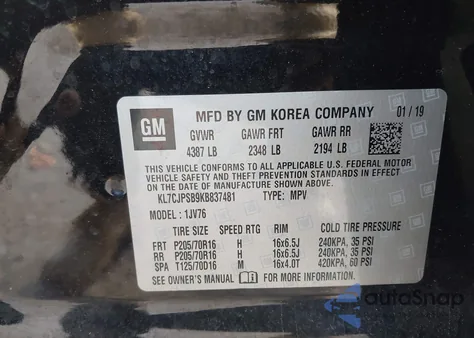 GM
MFD BY GM KOREA COMPANY 01/19
GVWR GAWR FRT GAWR RR
4387 LB 2348 LB 2194 LB
THIS VEHICLE CONFORMS TO ALL APPLICABLE U.S. FEDERAL MOTOR
VEHICLE SAFETY, BUMPER, AND THEFT PREVENTION STANDARDS IN
EFFECT ON THE DATE OF MANUFACTURE SHOWN ABOVE.
KL7CJPSB9KB837481 TYPE: MPV
MODEL: 1JV76
TIRE SIZE SPEED RTG RIM COLD TIRE PRESSURE
FRT P205/70R16 H 16x6.5J 240KPA, 35 PSI
RR P205/70R16 H 16x6.5J 240KPA, 35 PSI
SPA T125/70D16 M 16x4.0T 420KPA, 60 PSI
SEE OWNER'S MANUAL FOR MORE INFORMATION.
autoSnap